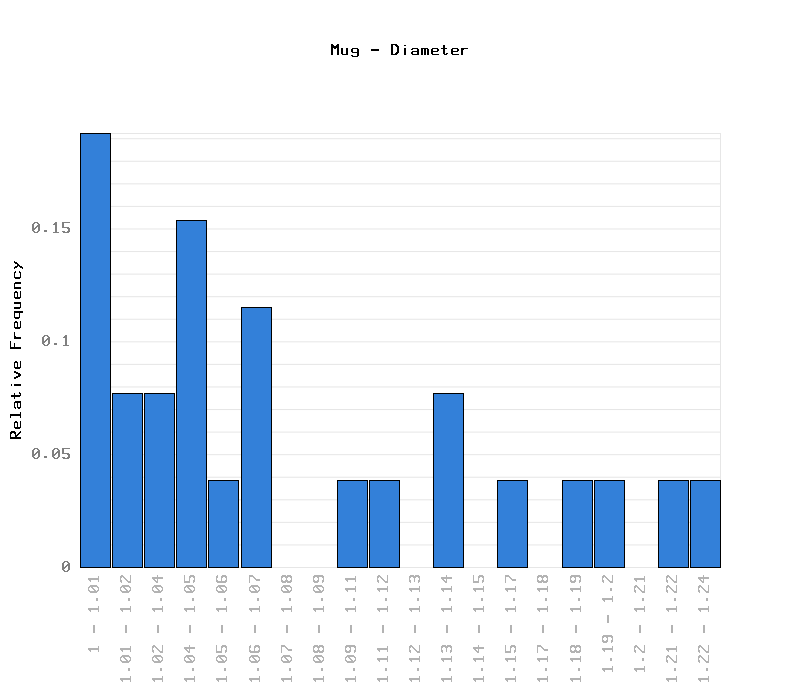 Mug - Diameter
Relative Frequency
0.15
0.1
0.05
0
1 - 1.01
1.01 - 1.02
1.02 - 1.04
1.04 - 1.05
1.05 - 1.06
1.06 - 1.07
1.07 - 1.08
1.08 - 1.09
1.09 - 1.11
1.11 - 1.12
1.12 - 1.13
1.13 - 1.14
1.14 - 1.15
1.15 - 1.17
1.17 - 1.18
1.18 - 1.19
1.19 - 1.2
1.2 - 1.21
1.21 - 1.22
1.22 - 1.24